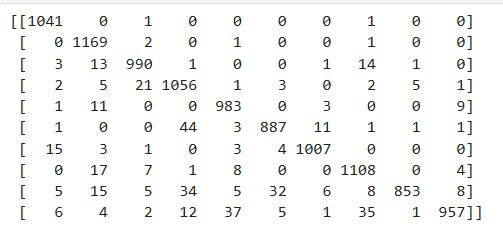 [[1041 0 1 0 0 0 0 1 0 0]
[ 0 1169 2 0 1 0 0 1 0 0]
[ 3 13 990 1 0 0 1 14 1 0]
[ 2 5 21 1056 1 3 0 2 5 1]
[ 1 11 0 0 983 0 3 0 0 9]
[ 1 0 0 44 3 887 11 1 1 1]
[ 15 3 1 0 3 4 1007 0 0 0]
[ 0 17 7 1 8 0 0 1108 0 4]
[ 5 15 5 34 5 32 6 8 853 8]
[ 6 4 2 12 37 5 1 35 1 957]]